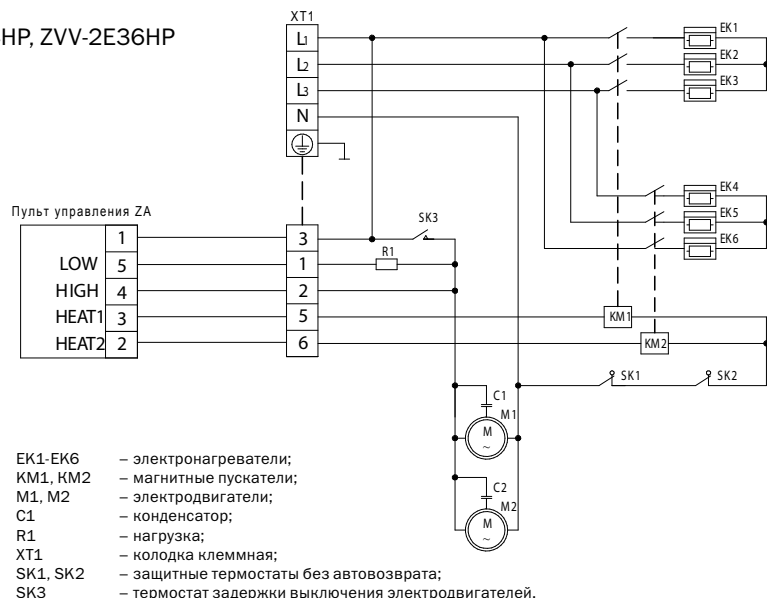 HP, ZVV-2E36HP
XT1
L1
L2
L3
N
EK1
EK2
EK3
EK4
EK5
EK6
Пульт управления ZA
1
LOW 5
HIGH 4
HEAT1 3
HEAT2 2
3
1
2
5
6
SK3
R1
KM1
KM2
SK1
SK2
C1
M1
M
~
C2
M2
M
~
EK1-EK6 – электронагреватели;
KM1, KM2 – магнитные пускатели;
M1, M2 – электродвигатели;
C1 – конденсатор;
R1 – нагрузка;
XT1 – колодка клеммная;
SK1, SK2 – защитные термостаты без автовозврата;
SK3 – термостат задержки выключения электродвигателей.